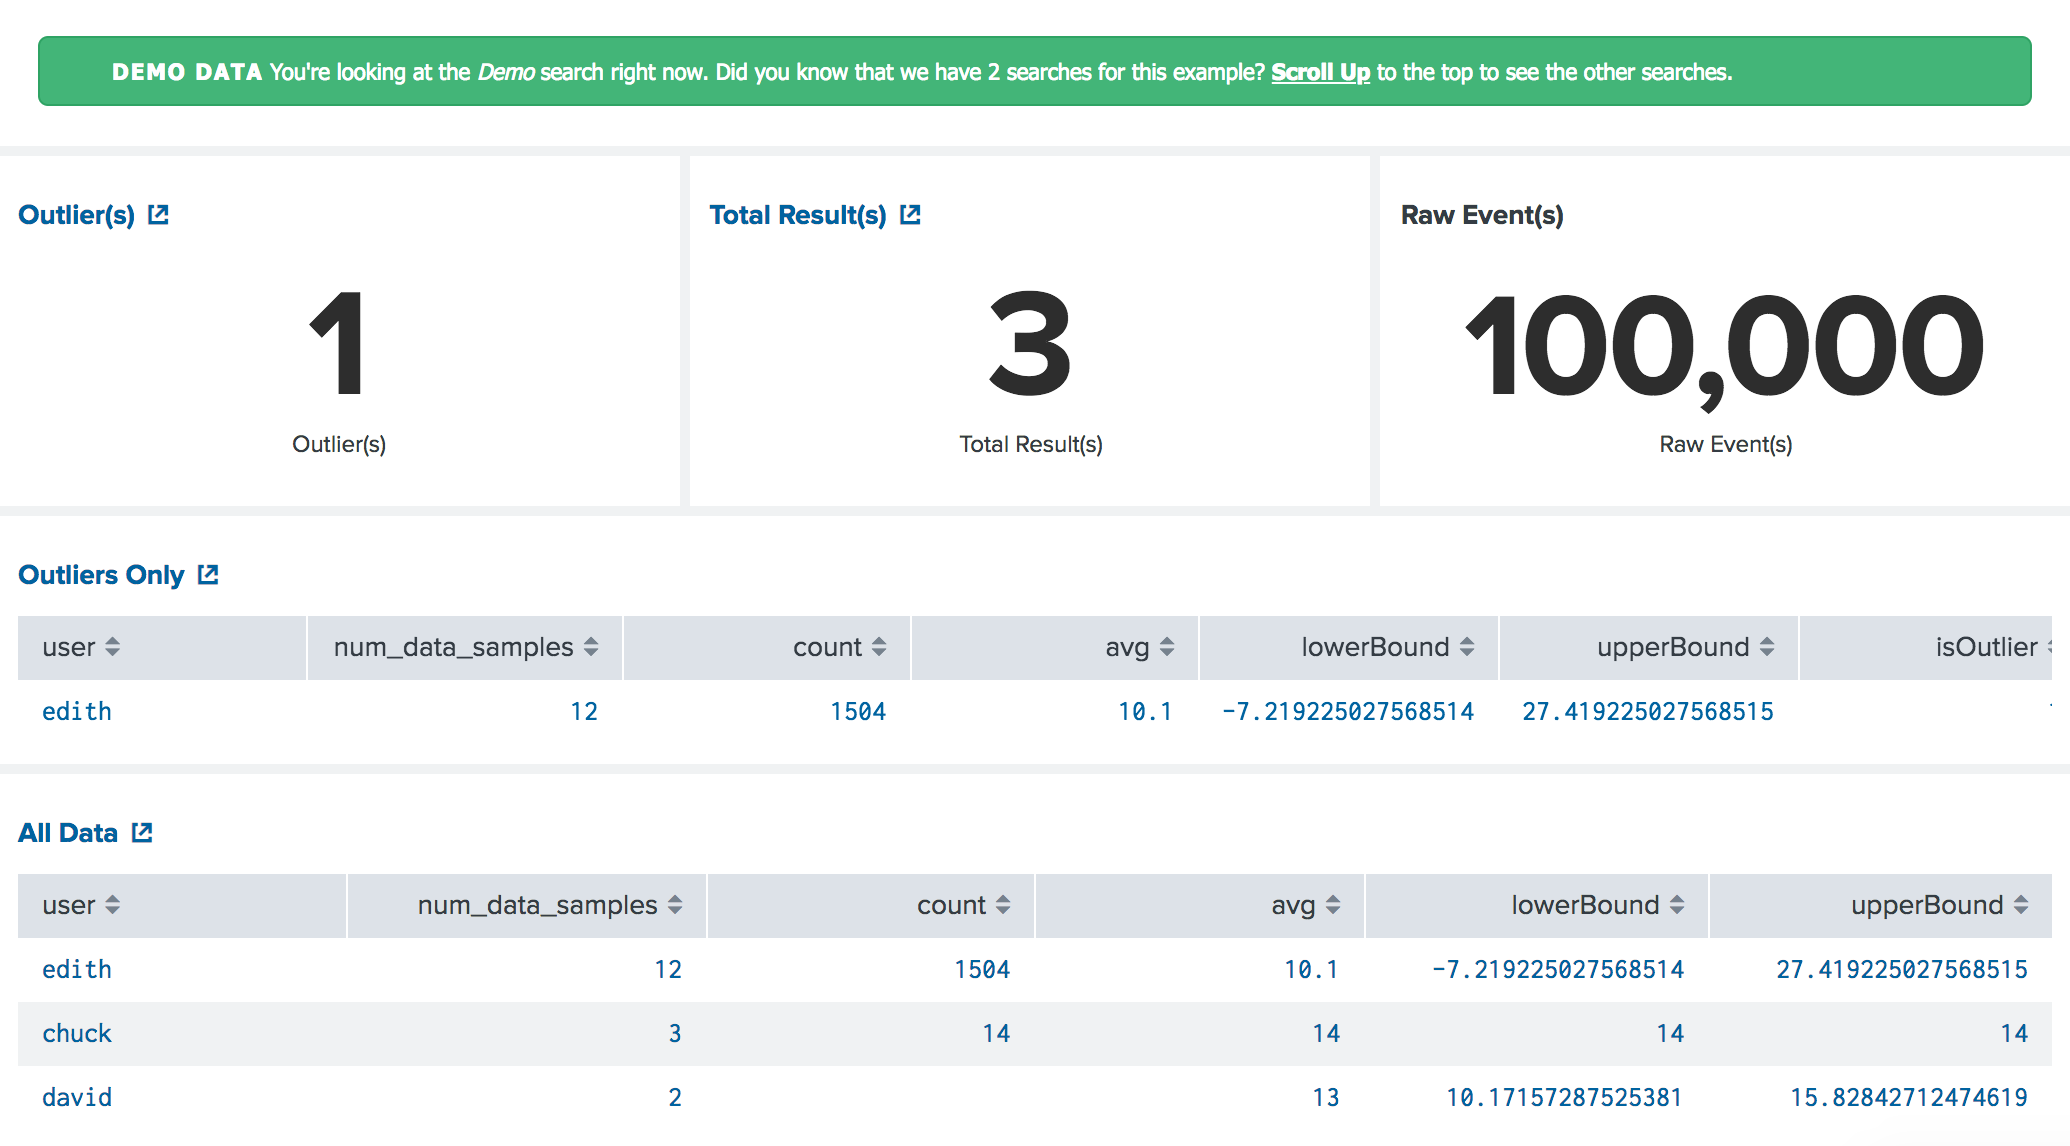 DEMO DATA You're looking at the Demo search right now. Did you know that we have 2 searches for this example? Scroll Up to the top to see the other searches.
Outlier(s) Total Result(s) Raw Event(s)
1 3 100,000
Outlier(s) Total Result(s) Raw Event(s)
Outliers Only
user num_data_samples count avg lowerBound upperBound isOutlier
edith 12 1504 10.1 -7.219225027568514 27.419225027568515
All Data
user num_data_samples count avg lowerBound upperBound
edith 12 1504 10.1 -7.219225027568514 27.419225027568515
chuck 3 14 14 14 14
david 2 13 10.17157287525381 15.82842712474619